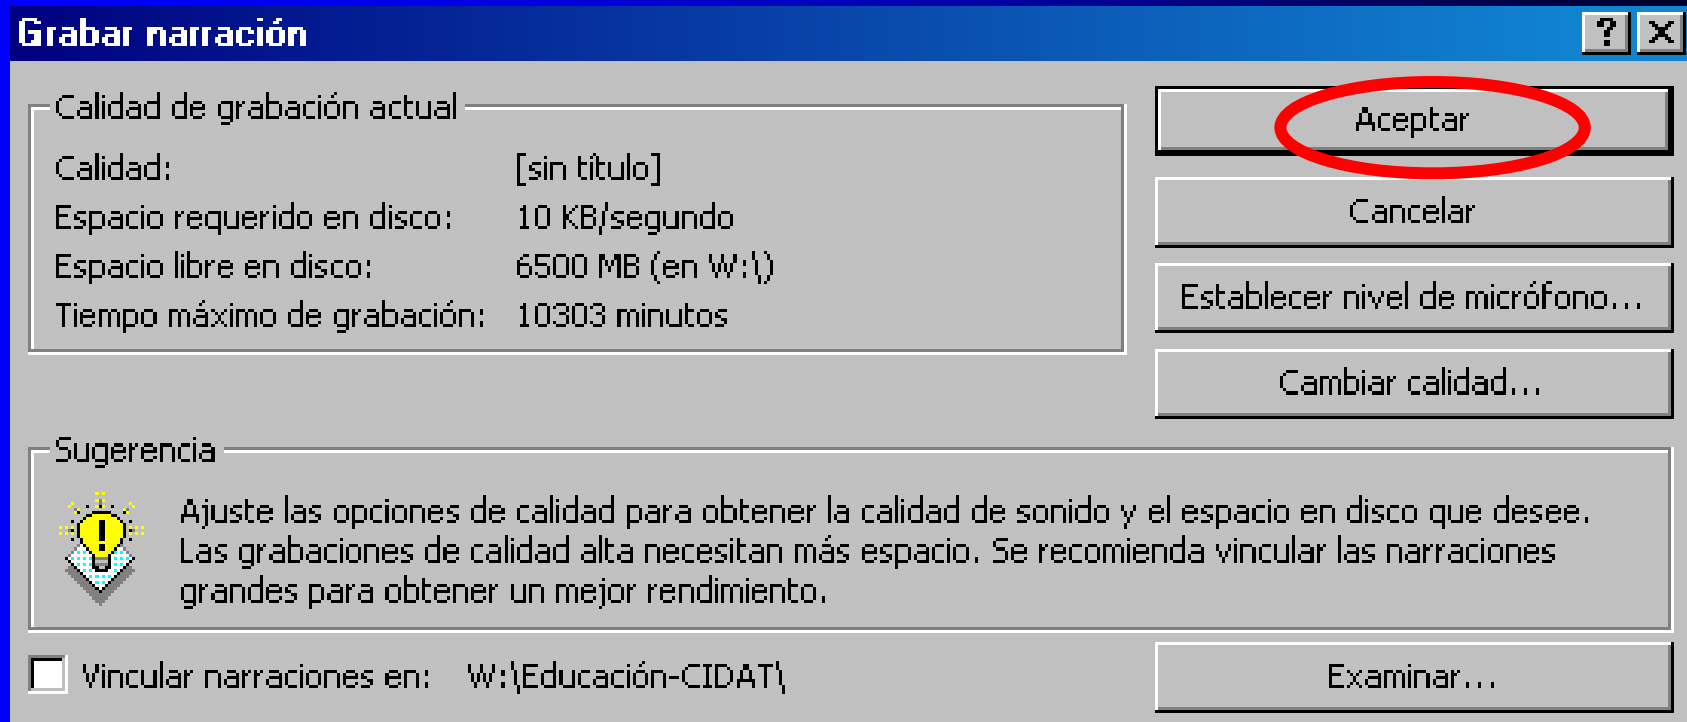 Grabar narración
Calidad de grabación actual
Calidad: [sin título]
Espacio requerido en disco: 10 KB/segundo
Espacio libre en disco: 6500 MB (en W:\)
Tiempo máximo de grabación: 10303 minutos
Aceptar
Cancelar
Establecer nivel de micrófono...
Cambiar calidad...
Sugerencia
Ajuste las opciones de calidad para obtener la calidad de sonido y el espacio en disco que desee.
Las grabaciones de calidad alta necesitan más espacio. Se recomienda vincular las narraciones
grandes para obtener un mejor rendimiento.
Vincular narraciones en: W:\Educación-CIDAT\
Examinar...